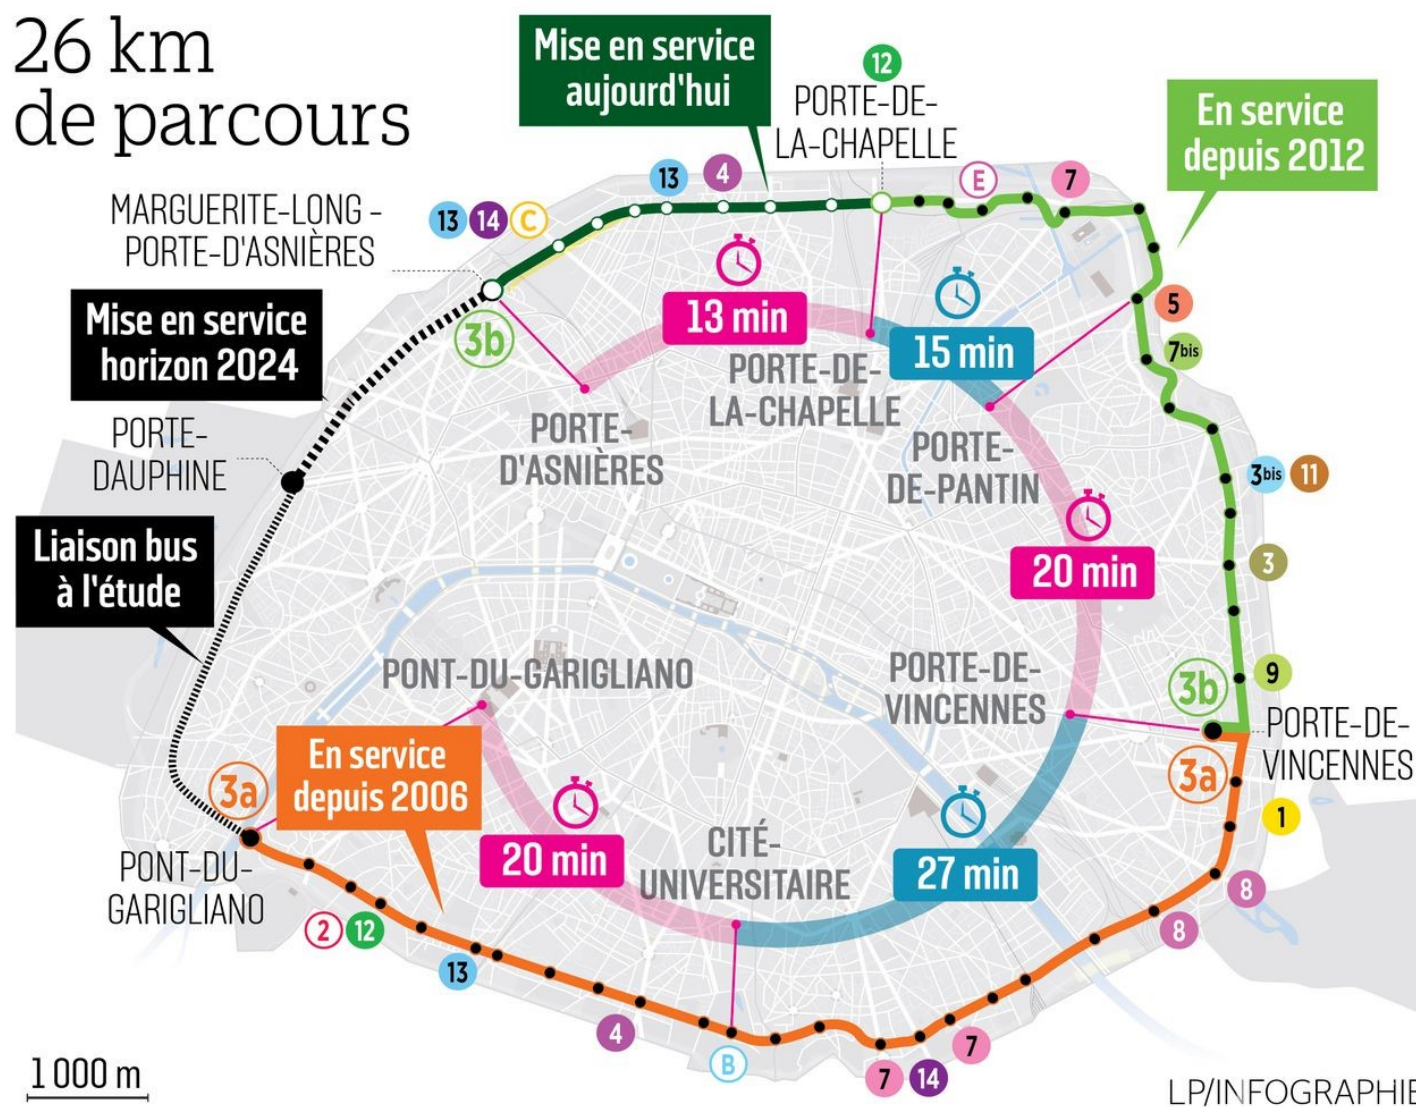 26 km
de parcours
Mise en service
aujourd'hui
12
PORTE-DE-
LA-CHAPELLE
En service
depuis 2012
MARGUERITE-LONG -
PORTE-D'ASNIÈRES
13 14 C
13
4
E
7
Mise en service
horizon 2024
3b
13 min
15 min
5
7bis
PORTE-DE-
LA-CHAPELLE
PORTE-
D'ASNIÈRES
PORTE-
DAUPHINE
PORTE-
DE-PANTIN
3bis 11
Liaison bus
à l'étude
20 min
3
PONT-DU-GARIGLIANO
PORTE-DE-
VINCENNES
9
3b
PORTE-DE-
VINCENNES
3a
1
En service
depuis 2006
3a
20 min
CITÉ-
UNIVERSITAIRE
27 min
PONT-DU-
GARIGLIANO
8
8
2 12
13
4
B
7
7 14
1 000 m
LP/INFOGRAPHIE